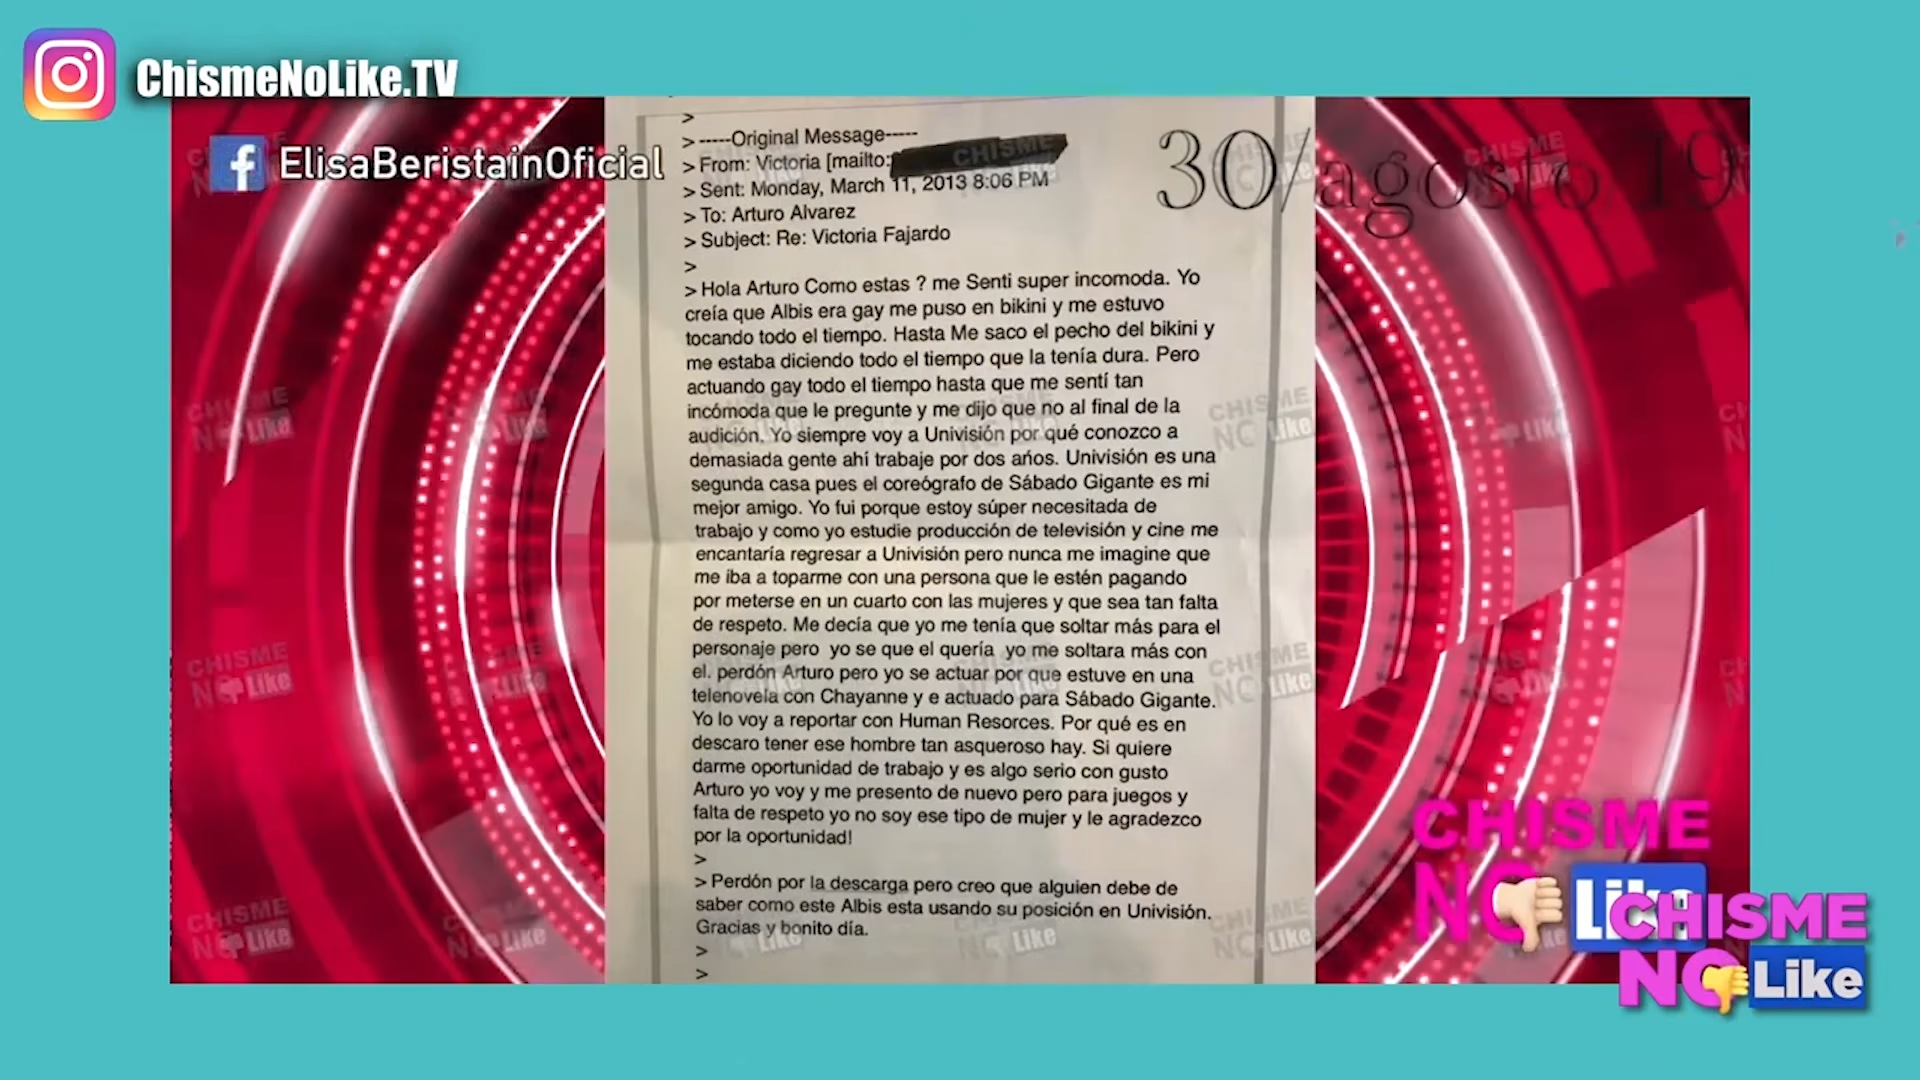 ChismeNoLike.TV
ElisaBeristainOficial
30/agosto 19
>
> -----Original Message-----
> From: Victoria [mailto:
> Sent: Monday, March 11, 2013 8:06 PM
> To: Arturo Alvarez
> Subject: Re: Victoria Fajardo
>
> Hola Arturo Como estas ? me Senti super incomoda. Yo
creía que Albis era gay me puso en bikini y me estuvo
tocando todo el tiempo. Hasta Me saco el pecho del bikini y
me estaba diciendo todo el tiempo que la tenía dura. Pero
actuando gay todo el tiempo hasta que me sentí tan
incómoda que le pregunte y me dijo que no al final de la
audición. Yo siempre voy a Univisión por qué conozco a
demasiada gente ahí trabaje por dos años. Univisión es una
segunda casa pues el coreógrafo de Sábado Gigante es mi
mejor amigo. Yo fui porque estoy súper necesitada de
trabajo y como yo estudie producción de televisión y cine me
encantaría regresar a Univisión pero nunca me imagine que
me iba a toparme con una persona que le estén pagando
por meterse en un cuarto con las mujeres y que sea tan falta
de respeto. Me decía que yo me tenía que soltar más para el
personaje pero yo se que el quería yo me soltara más con
el. perdón Arturo pero yo se actuar por que estuve en una
telenovela con Chayanne y e actuado para Sábado Gigante.
Yo lo voy a reportar con Human Resorces. Por qué es en
descaro tener ese hombre tan asqueroso hay. Si quiere
darme oportunidad de trabajo y es algo serio con gusto
Arturo yo voy y me presento de nuevo pero para juegos y
falta de respeto yo no soy ese tipo de mujer y le agradezco
por la oportunidad!
>
> Perdón por la descarga pero creo que alguien debe de
saber como este Albis esta usando su posición en Univisión.
Gracias y bonito día.
>
>
CHISME
NO Like
CHISME
NO Like